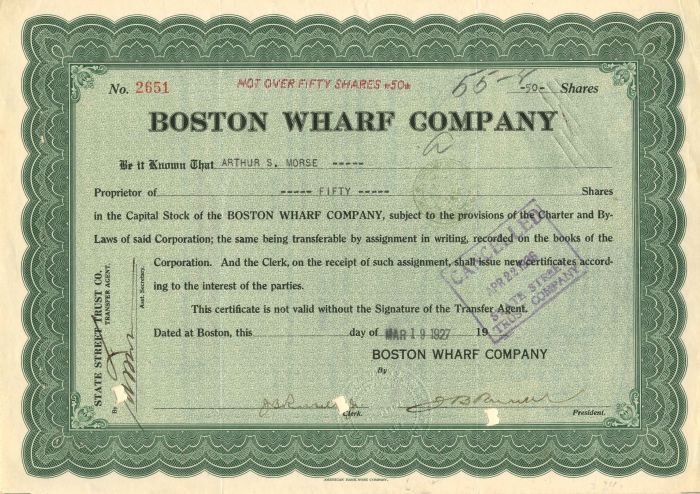 No. 2651
NOT OVER FIFTY SHARES *50*
-50- Shares
BOSTON WHARF COMPANY
Be it Known That ARTHUR S. MORSE -----
Proprietor of ----- FIFTY ----- Shares
in the Capital Stock of the BOSTON WHARF COMPANY, subject to the provisions of the Charter and By-
Laws of said Corporation; the same being transferable by assignment in writing, recorded on the books of the
Corporation. And the Clerk, on the receipt of such assignment, shall issue new certificates accord-
ing to the interest of the parties.
This certificate is not valid without the Signature of the Transfer Agent.
Dated at Boston, this day of MAR 19 1927 19
BOSTON WHARF COMPANY
By
Clerk.
President.
STATE STREET TRUST CO.
TRANSFER AGENT.
By
Asst. Secretary.
CANCELLED
APR 22
STATE STREET
TRUST COMPANY
AMERICAN BANK NOTE COMPANY.